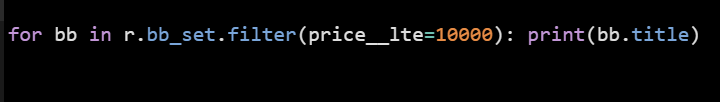 for bb in r.bb_set.filter(price__lte=10000): print(bb.title)